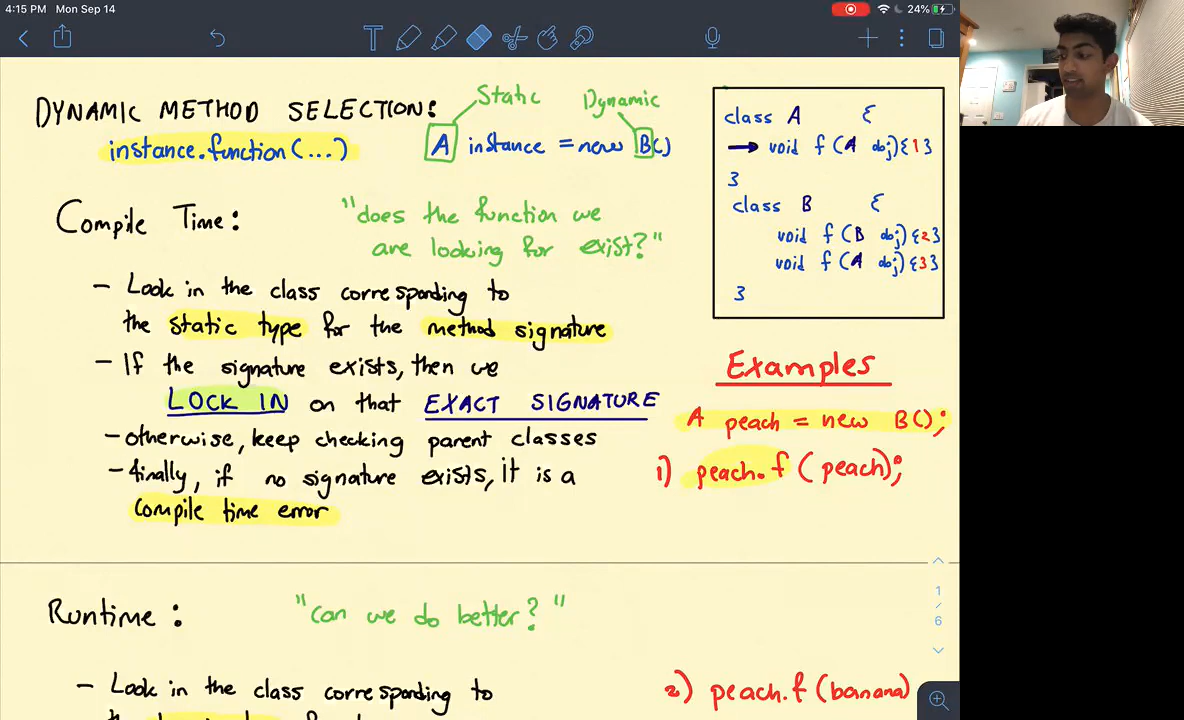 4:15 PM Mon Sep 14
24%
DYNAMIC METHOD SELECTION:
instance.function(...)
Static
Dynamic
A instance = new B()
class A {
void f (A obj){1}
}
class B {
void f (B obj) {2}
void f (A obj) {3}
}
Compile Time:
"does the function we
are looking for exist?"
- Look in the class corresponding to
the static type for the method signature
- If the signature exists, then we
LOCK IN on that EXACT SIGNATURE
- otherwise, keep checking parent classes
- finally, if no signature exists, it is a
compile time error
Examples
A peach = new B();
1) peach.f (peach);
1
/
6
Runtime:
"can we do better?"
- Look in the class corresponding to
2) peach.f (banana)